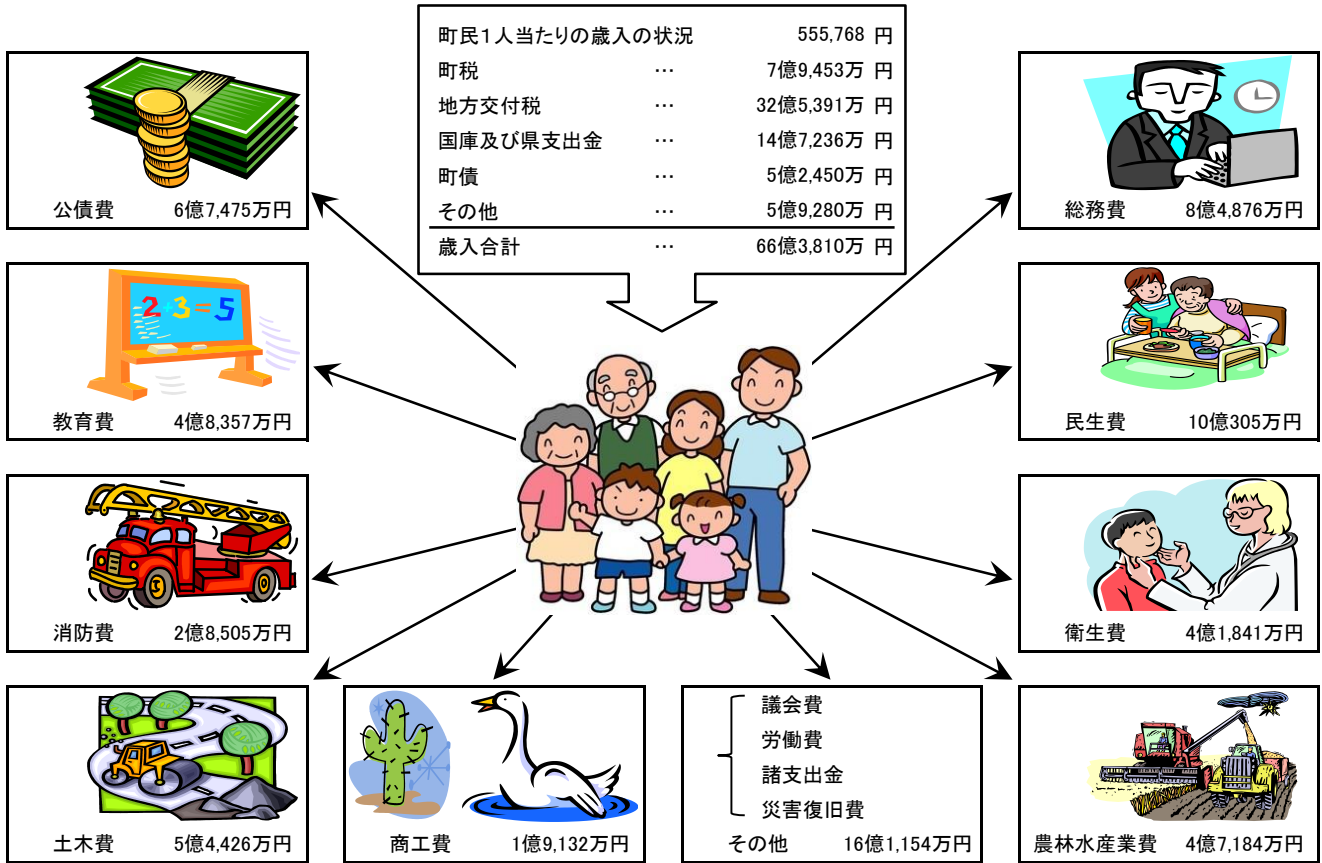 町民1人当たりの歳入の状況 555,768 円
町税 … 7億9,453万 円
地方交付税 … 32億5,391万 円
国庫及び県支出金 … 14億7,236万 円
町債 … 5億2,450万 円
その他 … 5億9,280万 円
歳入合計 … 66億3,810万 円
公債費 6億7,475万円
総務費 8億4,876万円
2+3=5
教育費 4億8,357万円
民生費 10億305万円
消防費 2億8,505万円
衛生費 4億1,841万円
土木費 5億4,426万円
商工費 1億9,132万円
議会費
労働費
諸支出金
災害復旧費
その他 16億1,154万円
農林水産業費 4億7,184万円